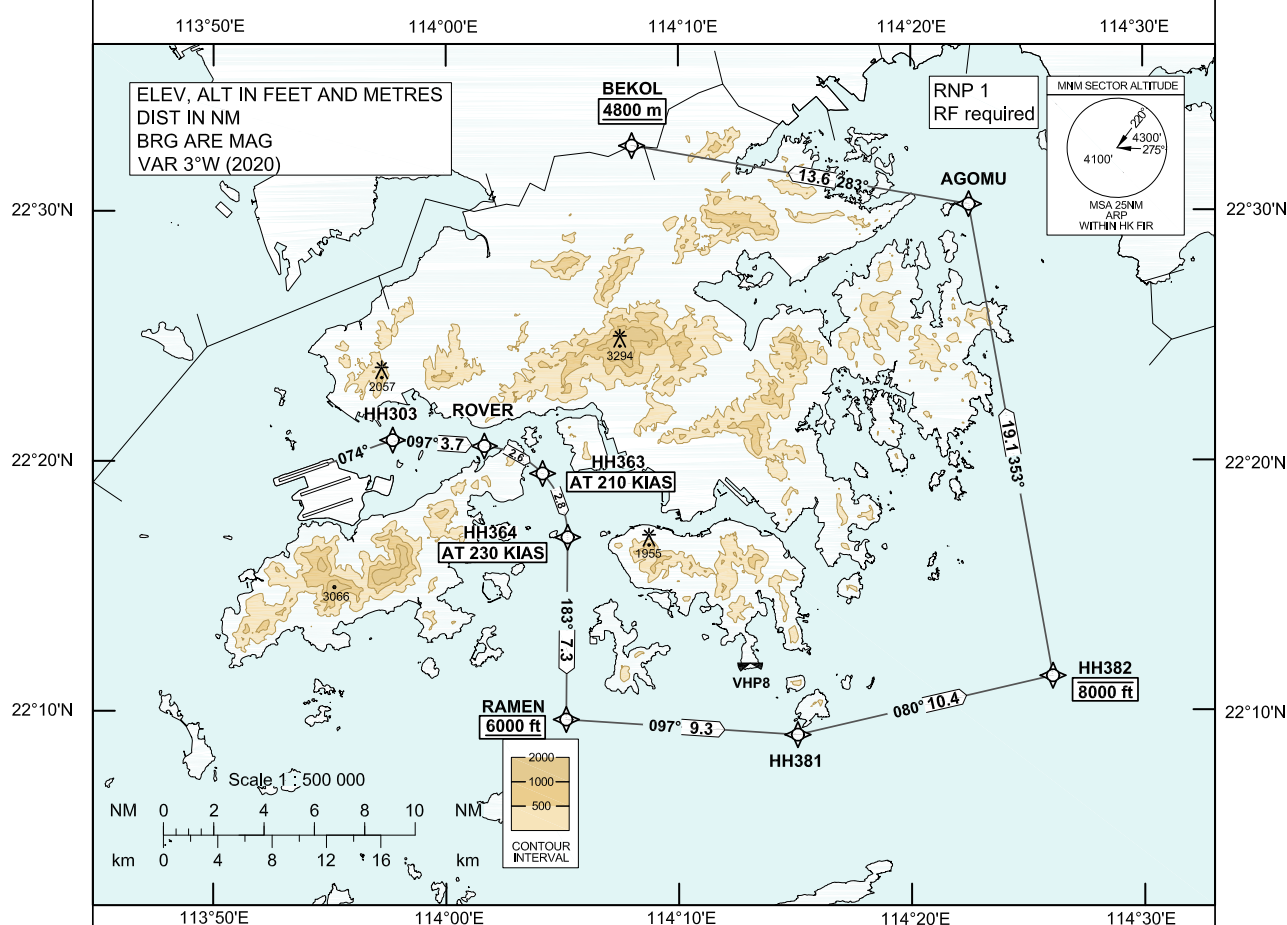 113°50'E
114°00'E
114°10'E
114°20'E
114°30'E
ELEV, ALT IN FEET AND METRES
DIST IN NM
BRG ARE MAG
VAR 3°W (2020)
BEKOL
4800 m
RNP 1
RF required
MNM SECTOR ALTITUDE
220°
4300'
275°
4100'
MSA 25NM
ARP
WITHIN HK FIR
13.6 283°
AGOMU
22°30'N
22°30'N
3294
2057
HH303
ROVER
074°
097° 3.7
2.6
22°20'N
22°20'N
HH363
AT 210 KIAS
2.8
19.1 353°
HH364
AT 230 KIAS
1955
3066
183° 7.3
VHP8
HH382
8000 ft
080° 10.4
RAMEN
6000 ft
22°10'N
22°10'N
097° 9.3
HH381
2000
1000
500
CONTOUR
INTERVAL
Scale 1 : 500 000
NM 0 2 4 6 8 10 NM
km 0 4 8 12 16 km
113°50'E
114°00'E
114°10'E
114°20'E
114°30'E